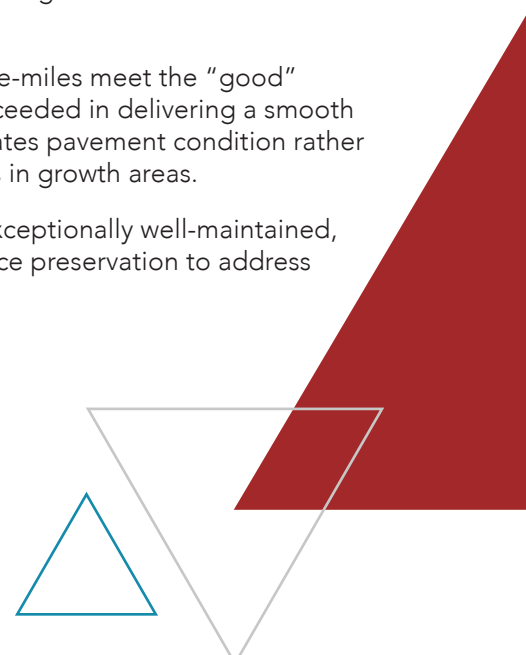 e-miles meet the “good”
ceeded in delivering a smooth
ates pavement condition rather
in growth areas.
xceptionally well-maintained,
ce preservation to address